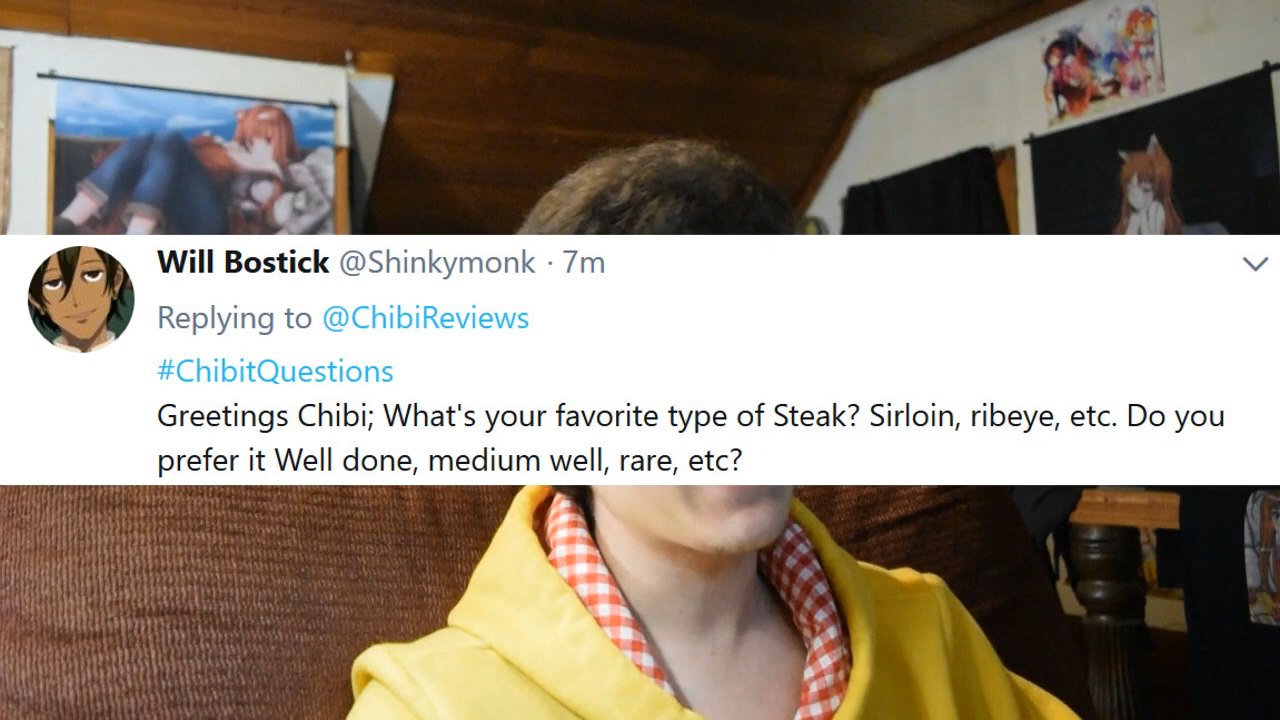 Will Bostick @Shinkymonk · 7m
Replying to @ChibiReviews
#ChibitQuestions
Greetings Chibi; What's your favorite type of Steak? Sirloin, ribeye, etc. Do you
prefer it Well done, medium well, rare, etc?